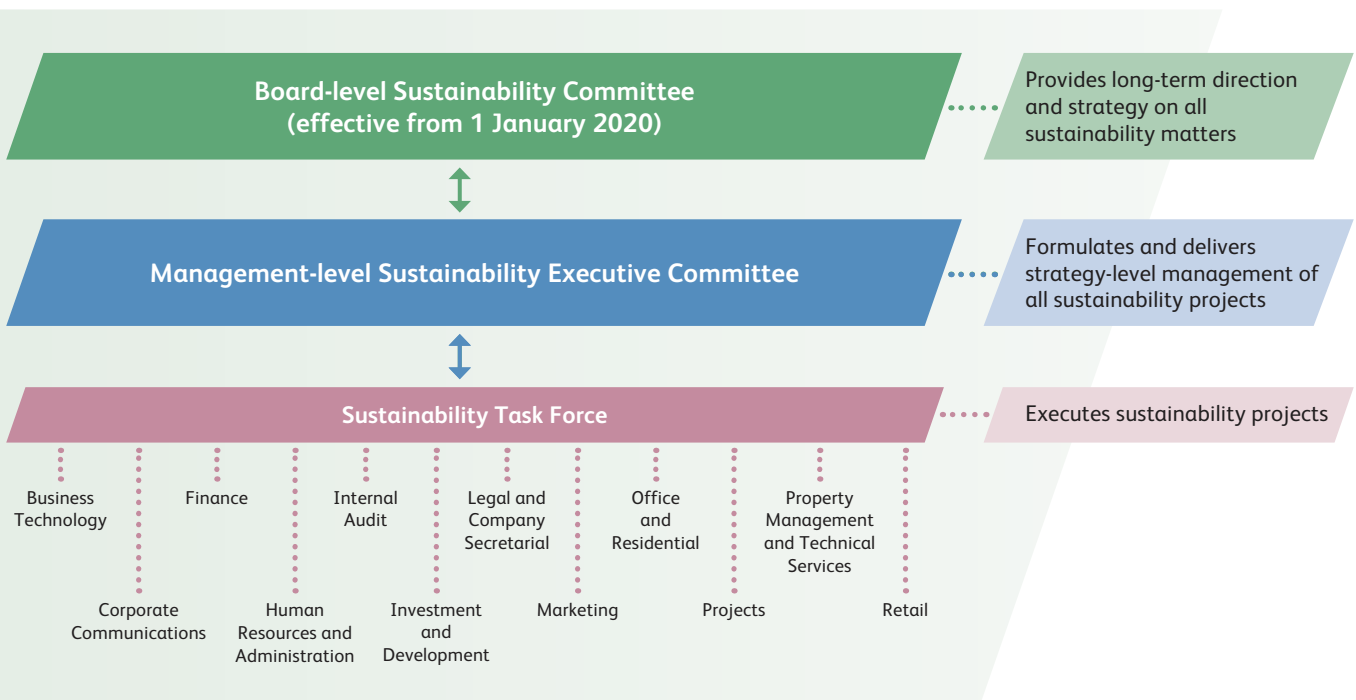 Board-level Sustainability Committee
(effective from 1 January 2020)
Provides long-term direction
and strategy on all
sustainability matters
Management-level Sustainability Executive Committee
Formulates and delivers
strategy-level management of
all sustainability projects
Sustainability Task Force
Executes sustainability projects
Business
Technology
Corporate
Communications
Finance
Human
Resources and
Administration
Internal
Audit
Investment
and
Development
Legal and
Company
Secretarial
Marketing
Office
and
Residential
Projects
Property
Management
and Technical
Services
Retail